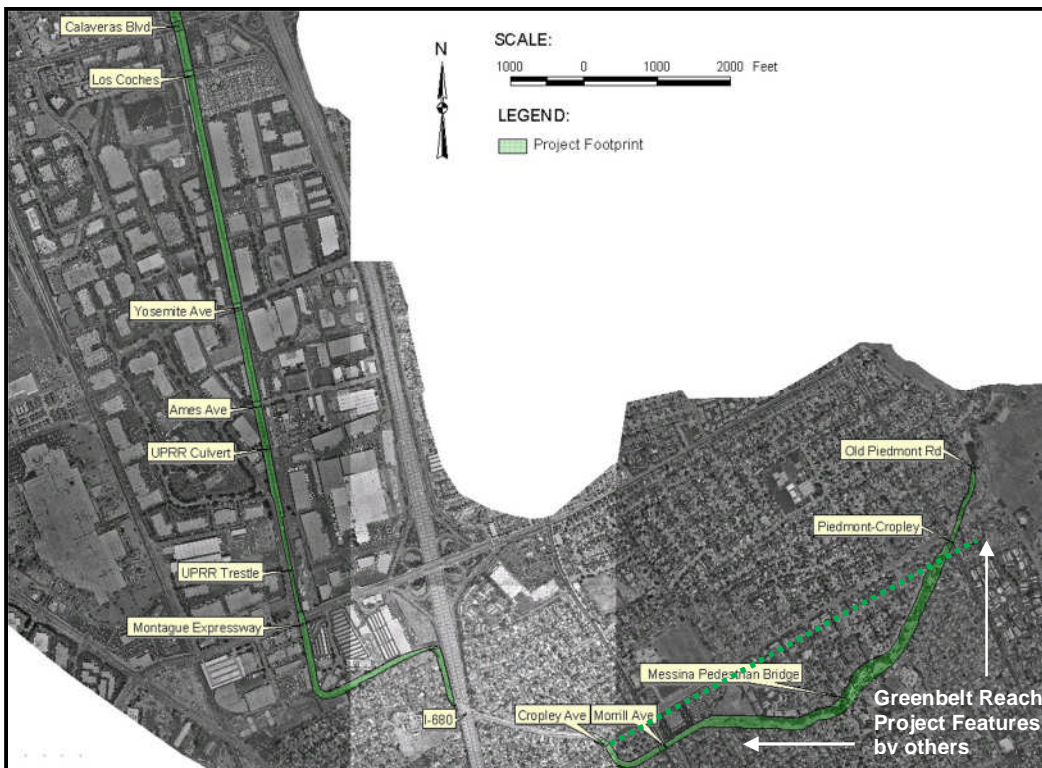 Calaveras Blvd
Los Coches
N
SCALE:
1000 0 1000 2000 Feet
LEGEND:
Project Footprint
Yosemite Ave
Ames Ave
UPRR Culvert
Old Piedmont Rd
Piedmont-Cropley
UPRR Trestle
Montague Expressway
Messina Pedestrian Bridge
I-680
Cropley Ave
Morrill Ave
Greenbelt Reach
Project Features
by others